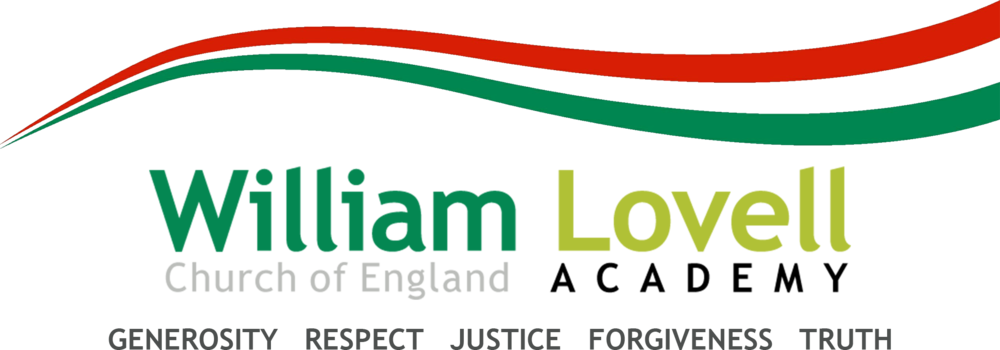 William Lovell
Church of England ACADEMY
GENEROSITY RESPECT JUSTICE FORGIVENESS TRUTH